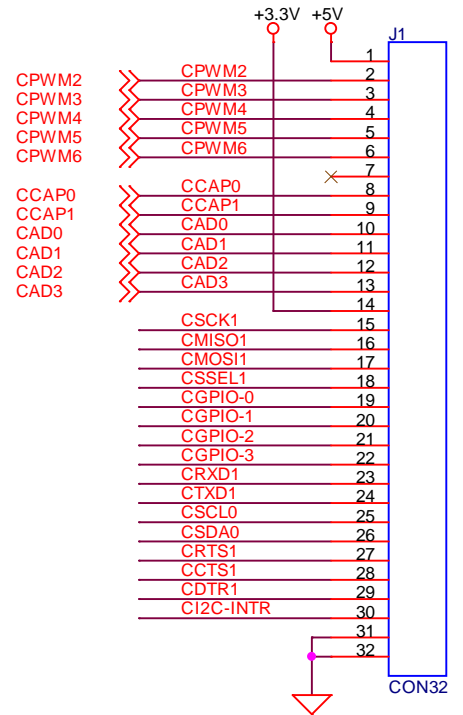 +3.3V +5V
J1
1
CPWM2 CPWM2 2
CPWM3 CPWM3 3
CPWM4 CPWM4 4
CPWM5 CPWM5 5
CPWM6 CPWM6 6
7
CCAP0 CCAP0 8
CCAP1 CCAP1 9
CAD0 CAD0 10
CAD1 CAD1 11
CAD2 CAD2 12
CAD3 CAD3 13
14
CSCK1 15
CMISO1 16
CMOSI1 17
CSSEL1 18
CGPIO-0 19
CGPIO-1 20
CGPIO-2 21
CGPIO-3 22
CRXD1 23
CTXD1 24
CSCL0 25
CSDA0 26
CRTS1 27
CCTS1 28
CDTR1 29
CI2C-INTR 30
31
32
CON32